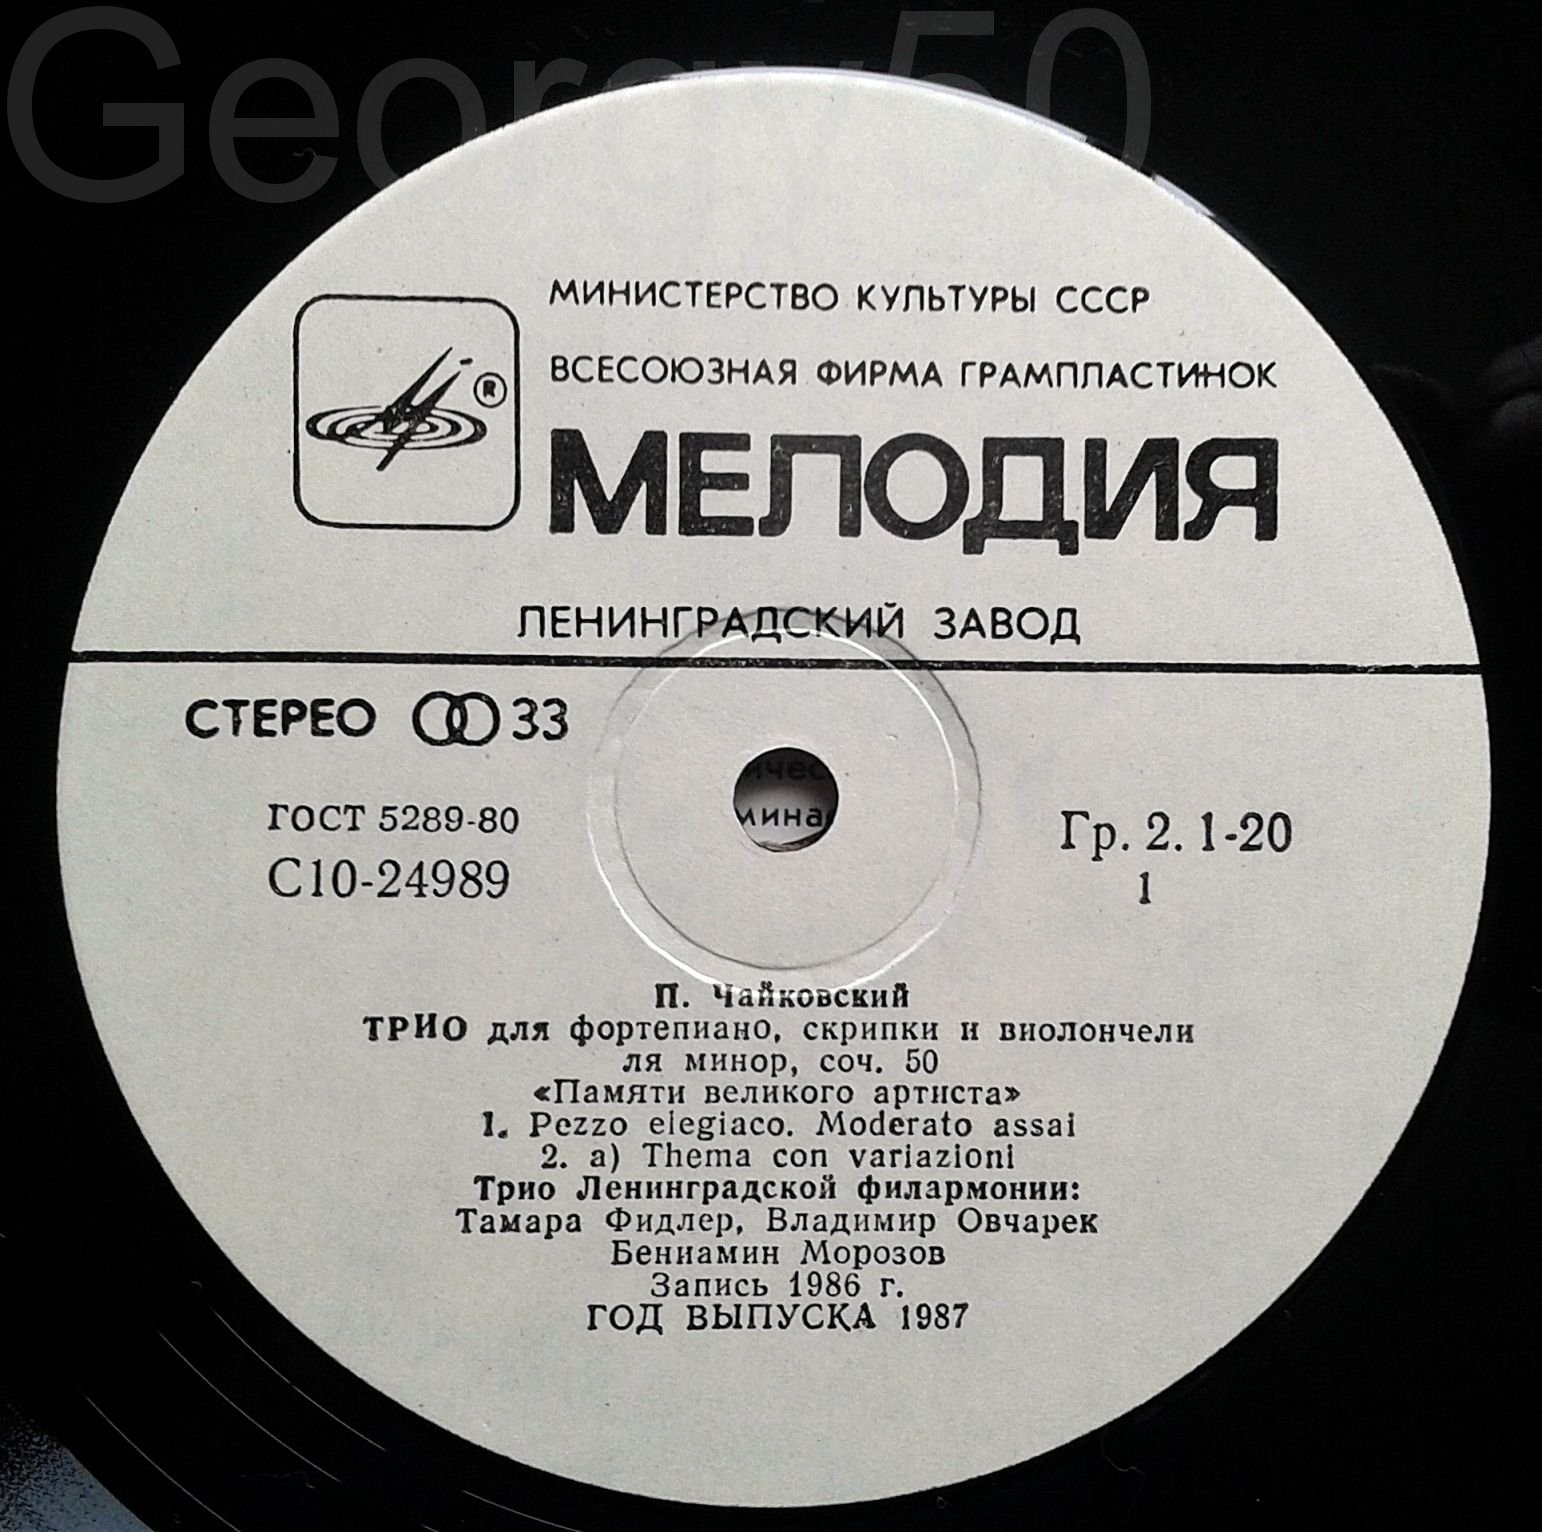 Georgy50
МИНИСТЕРСТВО КУЛЬТУРЫ СССР
ВСЕСОЮЗНАЯ ФИРМА ГРАМПЛАСТИНОК
®
МЕЛОДИЯ
ЛЕНИНГРАДСКИЙ ЗАВОД
СТЕРЕО 33
ГОСТ 5289-80
С10-24989
Гр. 2. 1-20
1
П. Чайковский
ТРИО для фортепиано, скрипки и виолончели
ля минор, соч. 50
«Памяти великого артиста»
1. Pezzo elegiaco. Moderato assai
2. а) Thema con variazioni
Трио Ленинградской филармонии:
Тамара Фидлер, Владимир Овчарек
Бениамин Морозов
Запись 1986 г.
ГОД ВЫПУСКА 1987